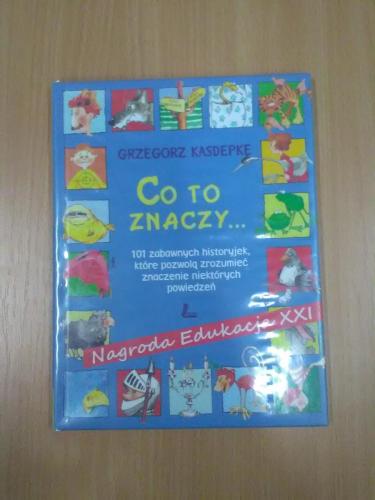 GRZEGORZ KASDEPKE
CO TO
ZNACZY...
101 zabawnych historyjek,
które pozwolą zrozumieć
znaczenie niektórych
powiedzeń
Nagroda Edukacja XXI